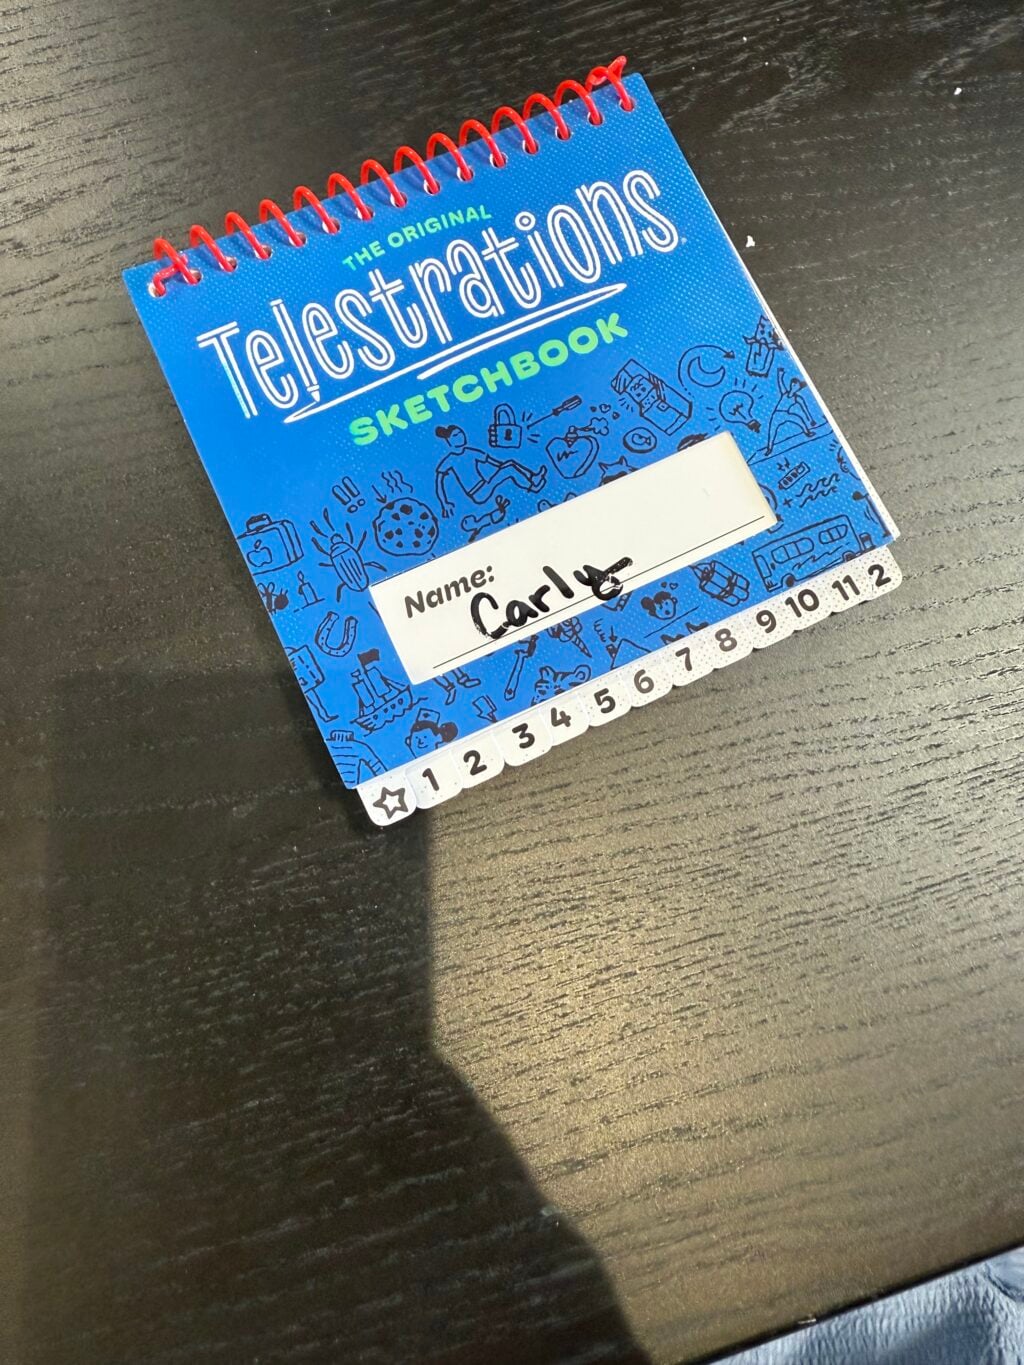 THE ORIGINAL
Telestrations
SKETCHBOOK
Name:
Carly
1 2 3 4 5 6 7 8 9 10 11 2